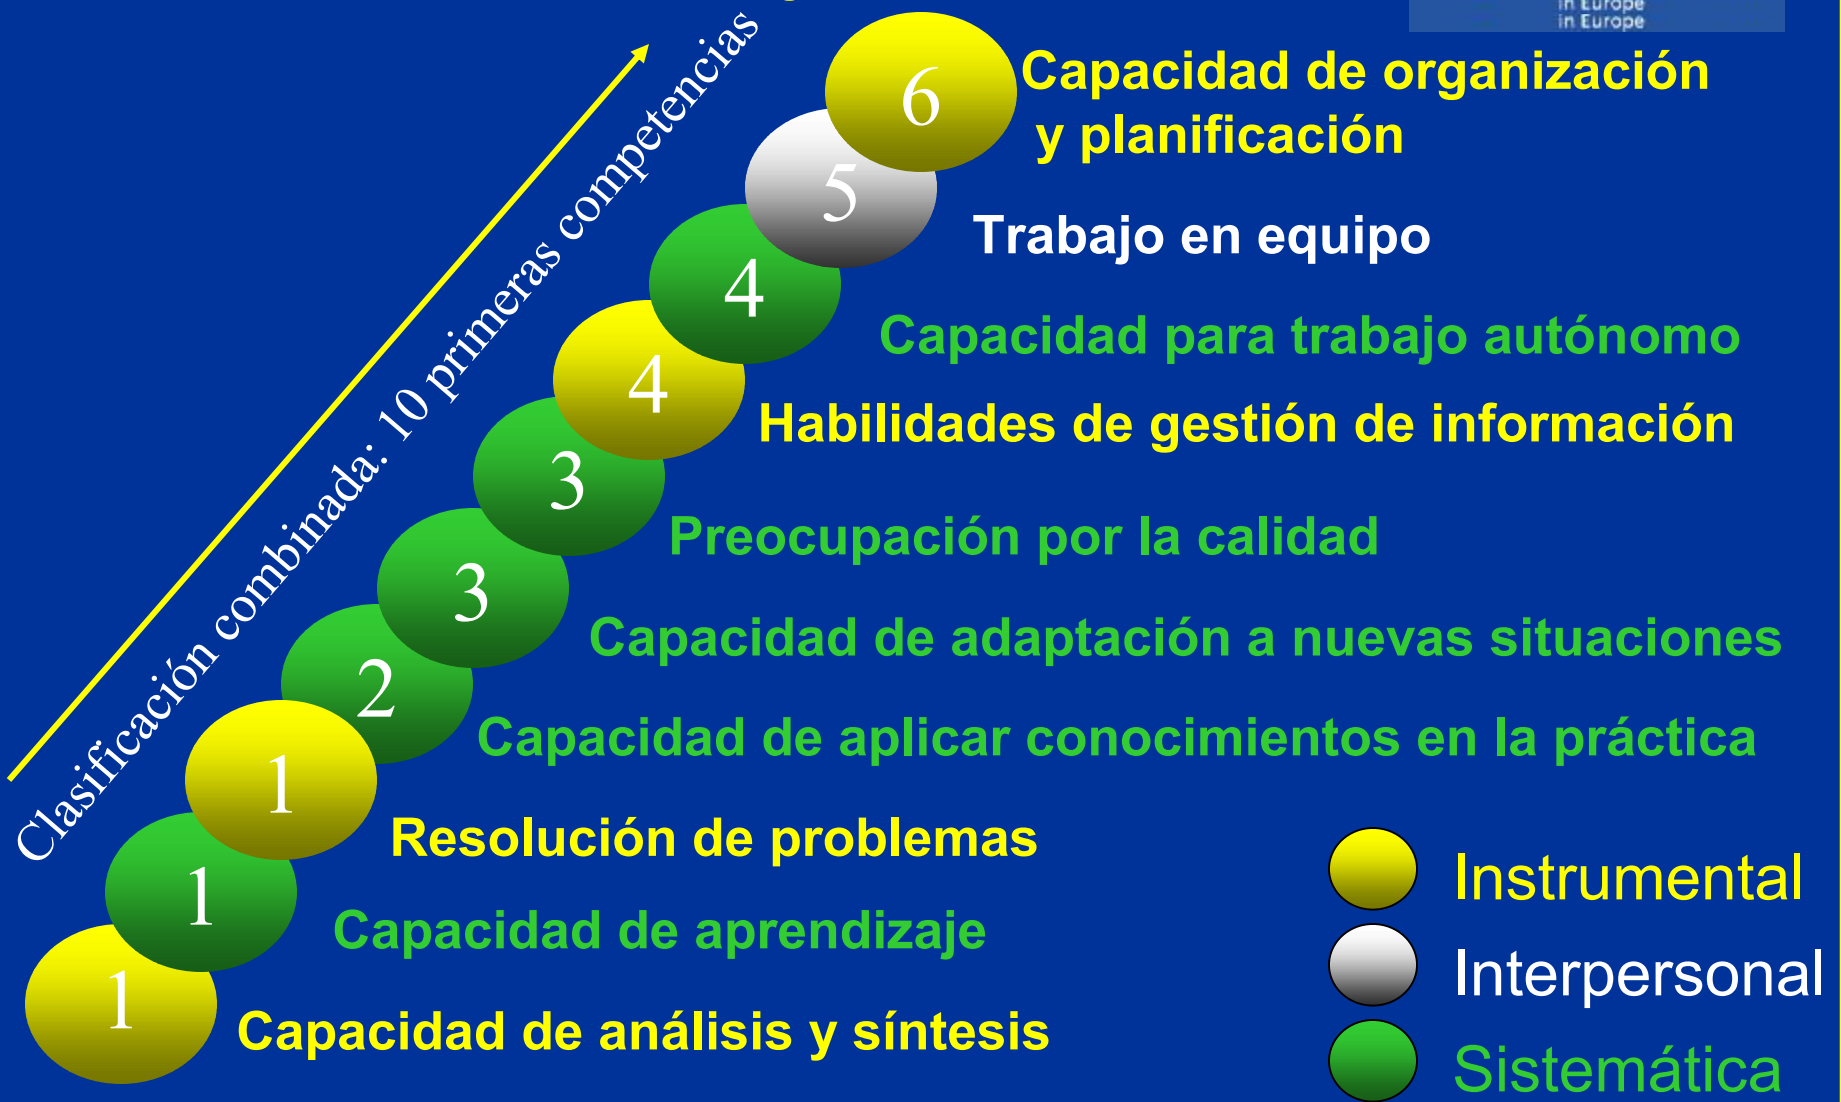 in Europe
in Europe
Clasificación combinada: 10 primeras competencias
6
Capacidad de organización
y planificación
5
Trabajo en equipo
4
Capacidad para trabajo autónomo
4
Habilidades de gestión de información
3
Preocupación por la calidad
3
Capacidad de adaptación a nuevas situaciones
2
Capacidad de aplicar conocimientos en la práctica
1
Resolución de problemas
1
Capacidad de aprendizaje
1
Capacidad de análisis y síntesis
Instrumental
Interpersonal
Sistemática